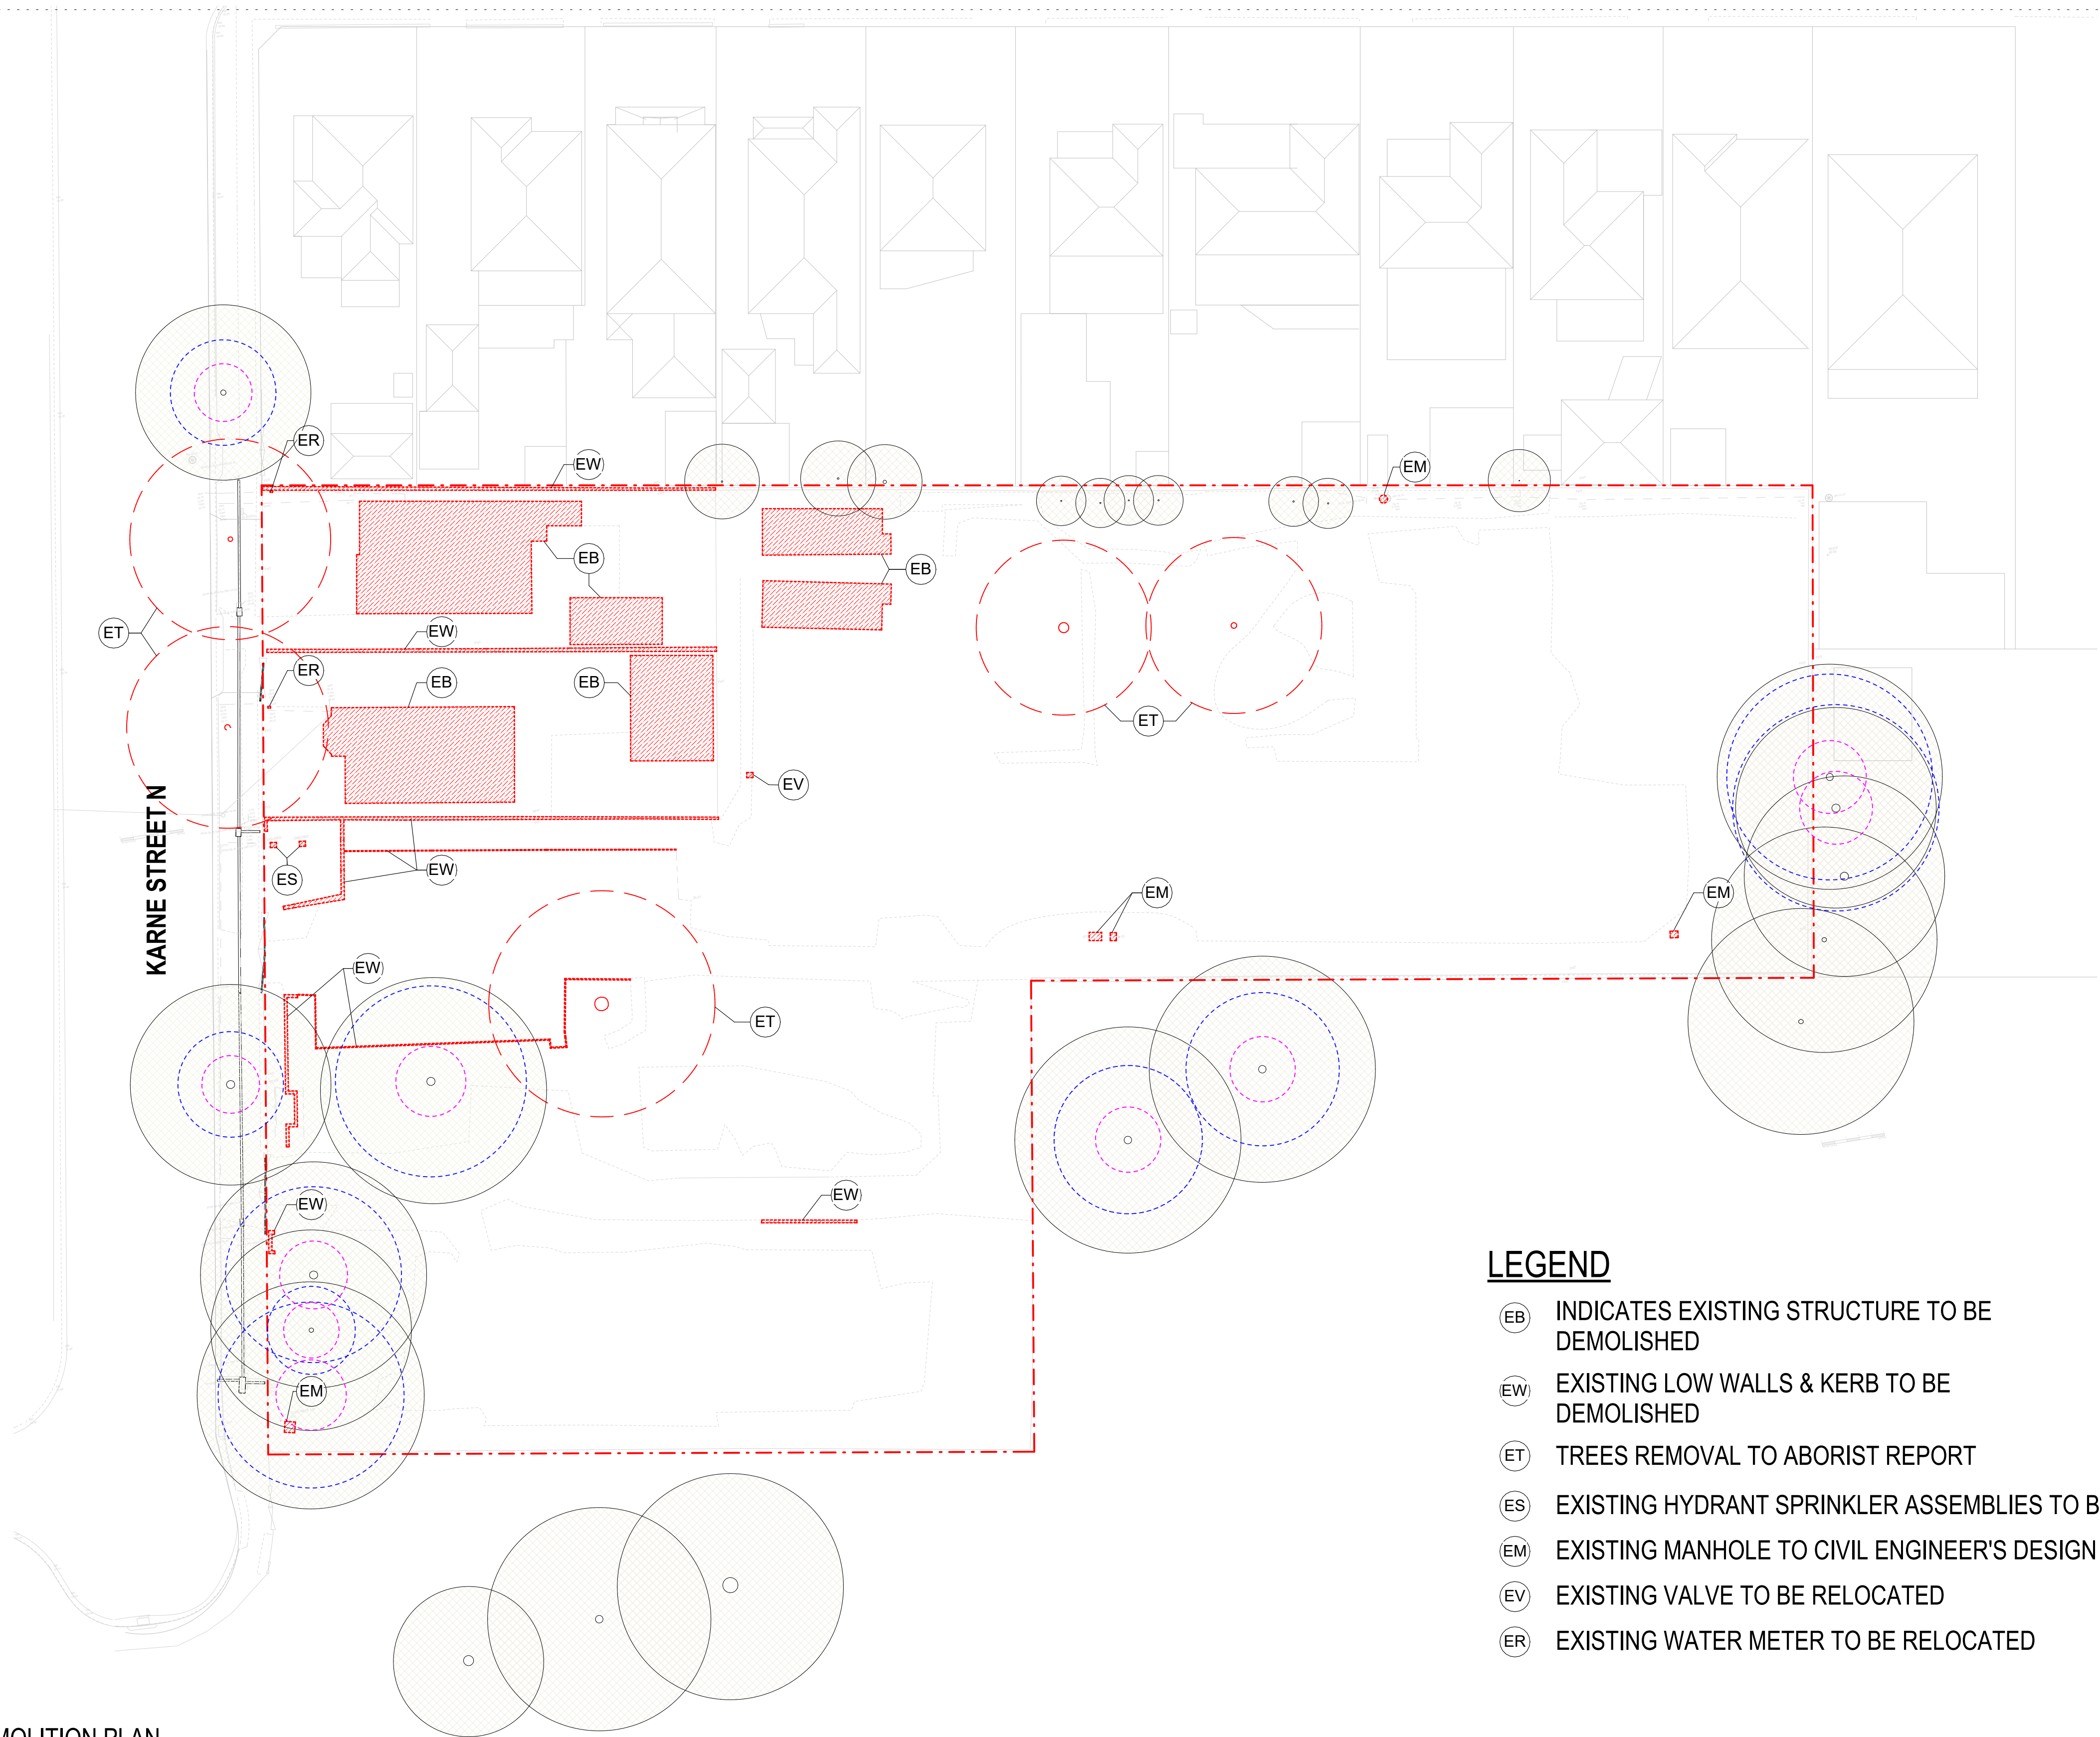 ER
EW
EM
EB
EB
ET
EW
ER
EB
EB
ET
EV
KARNE STREET N
EW
ES
EM
EM
EW
ET
EW
EW
EM
LEGEND
EB INDICATES EXISTING STRUCTURE TO BE
DEMOLISHED
EW EXISTING LOW WALLS & KERB TO BE
DEMOLISHED
ET TREES REMOVAL TO ABORIST REPORT
ES EXISTING HYDRANT SPRINKLER ASSEMBLIES TO B
EM EXISTING MANHOLE TO CIVIL ENGINEER'S DESIGN
EV EXISTING VALVE TO BE RELOCATED
ER EXISTING WATER METER TO BE RELOCATED
MOLITION PLAN